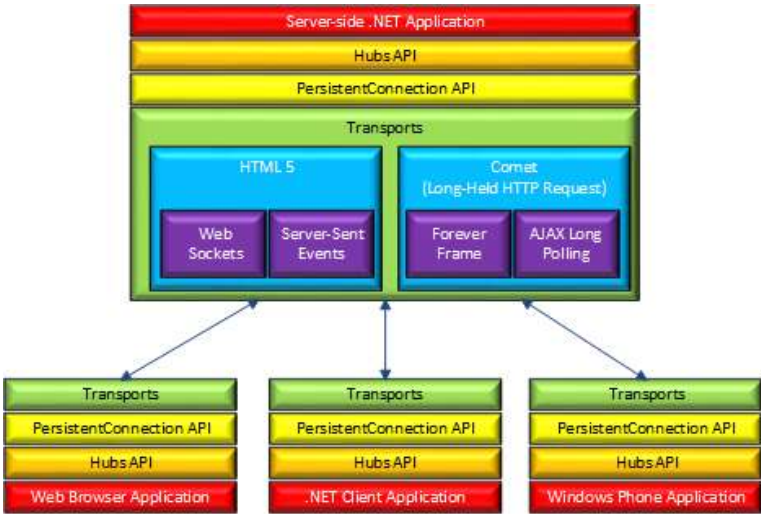 Server-side .NET Application
Hubs API
PersistentConnection API
Transports
HTML 5
Web
Sockets
Server-Sent
Events
Comet
(Long-Held HTTP Request)
Forever
Frame
AJAX Long
Polling
Transports
PersistentConnection API
Hubs API
Web Browser Application
Transports
PersistentConnection API
Hubs API
.NET Client Application
Transports
PersistentConnection API
Hubs API
Windows Phone Application